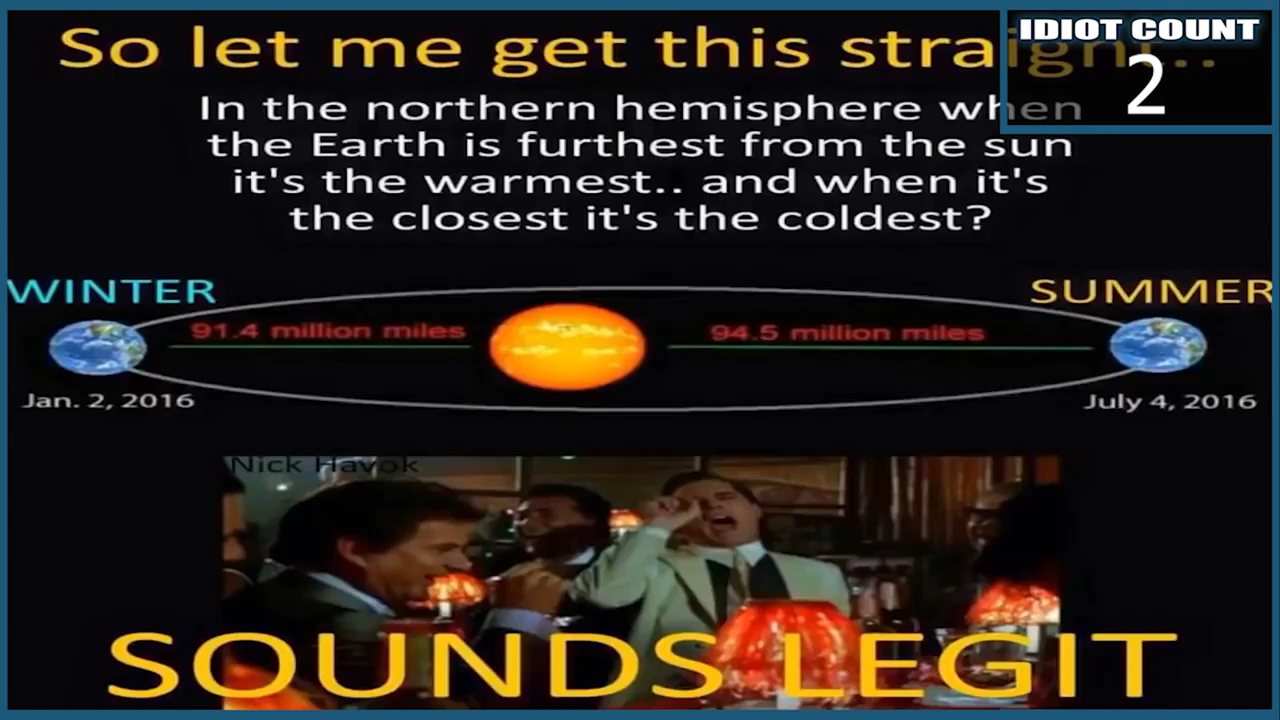 So let me get this straight...
IDIOT COUNT
2
In the northern hemisphere when
the Earth is furthest from the sun
it's the warmest.. and when it's
the closest it's the coldest?
WINTER
SUMMER
91.4 million miles
94.5 million miles
Jan. 2, 2016
July 4, 2016
Nick Havok
SOUNDS LEGIT